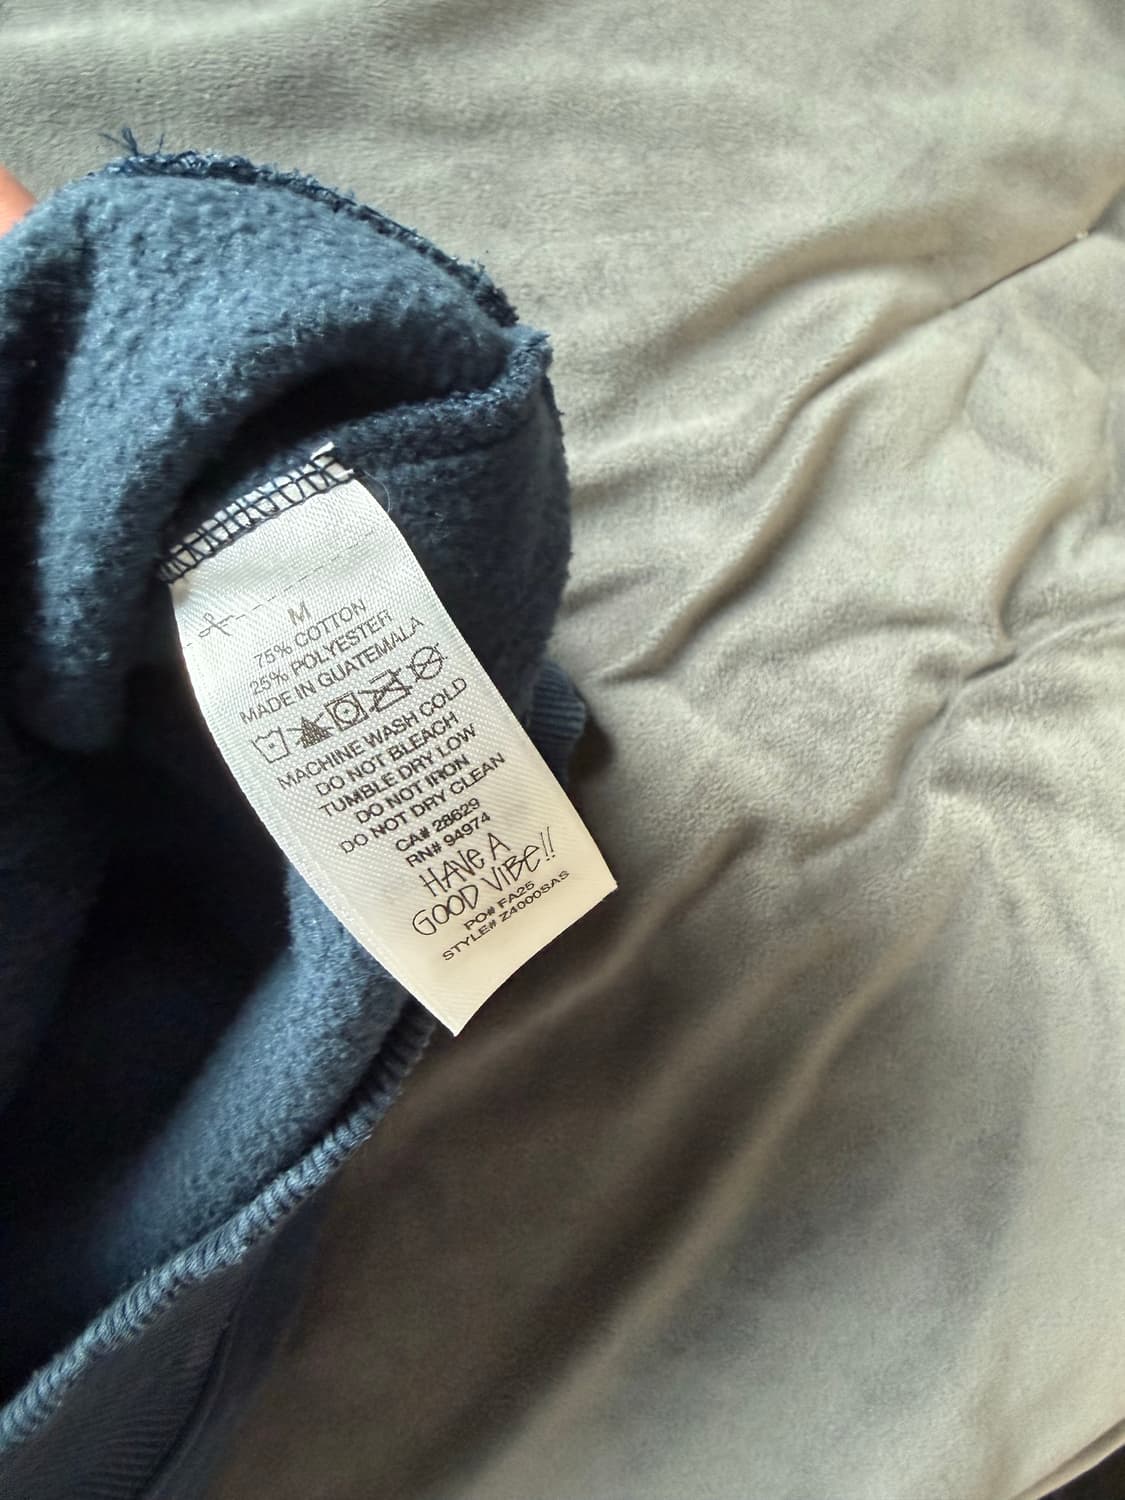 M
75% COTTON
25% POLYESTER
MADE IN GUATEMALA
MACHINE WASH COLD
DO NOT BLEACH
TUMBLE DRY LOW
DO NOT IRON
DO NOT DRY CLEAN
CA# 28629
RN# 94974
HAVE A
GOOD VIBE!!
PO# FA25
STYLE# Z4000SAS